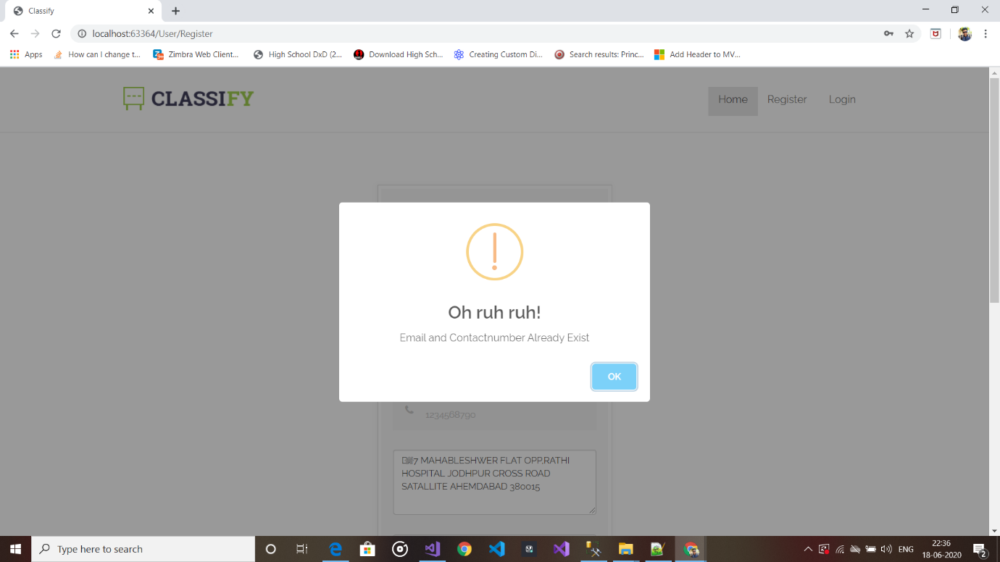 Classify
localhost:63364/User/Register
Apps
How can I change t...
Zimbra Web Client...
High School DxD (2...
Download High Sch...
Creating Custom Di...
Search results: Princ...
Add Header to MV...
CLASSIFY
Home
Register
Login
Oh ruh ruh!
Email and Contactnumber Already Exist
OK
1234568790
7 MAHABLESHWER FLAT OPP,RATHI
HOSPITAL JODHPUR CROSS ROAD
SATALLITE AHEMDABAD 380015
Type here to search
ENG
22:36
18-06-2020
2